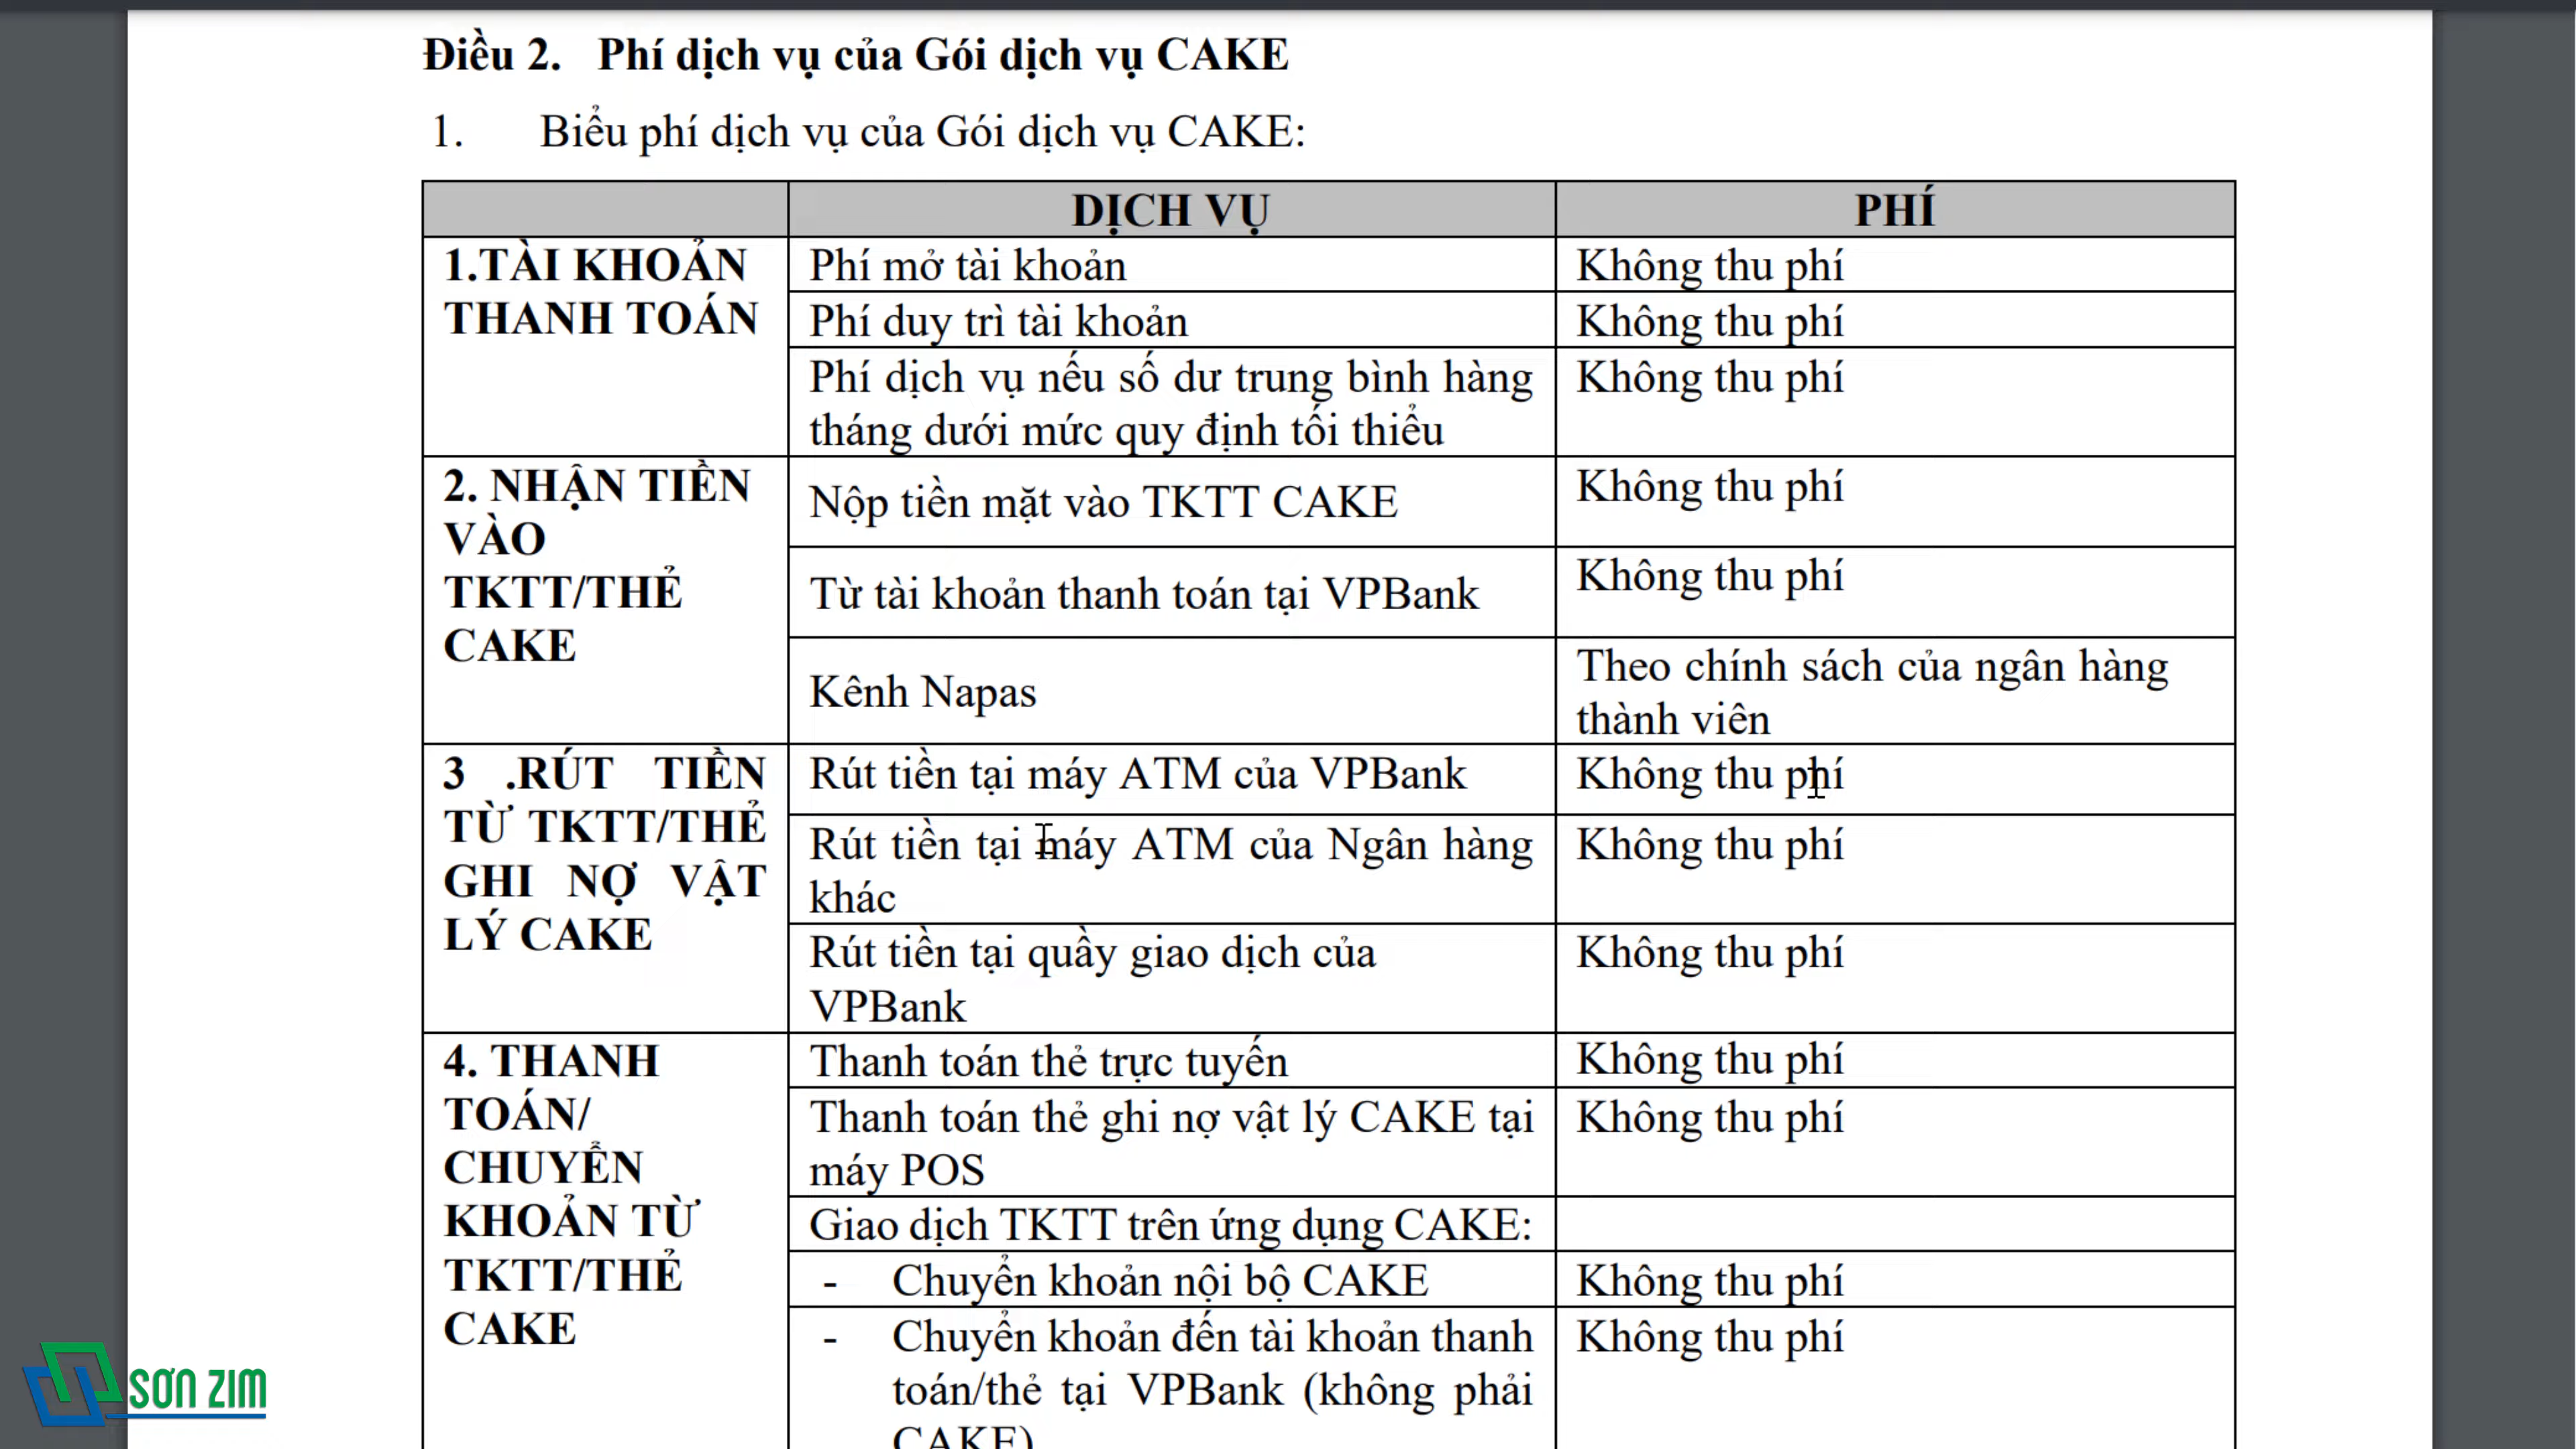 Điều 2. Phí dịch vụ của Gói dịch vụ CAKE
1. Biểu phí dịch vụ của Gói dịch vụ CAKE:
DỊCH VỤ
PHÍ
1.TÀI KHOẢN
THANH TOÁN
Phí mở tài khoản
Không thu phí
Phí duy trì tài khoản
Không thu phí
Phí dịch vụ nếu số dư trung bình hàng
tháng dưới mức quy định tối thiểu
Không thu phí
2. NHẬN TIỀN
VÀO
TKTT/THẺ
CAKE
Nộp tiền mặt vào TKTT CAKE
Không thu phí
Từ tài khoản thanh toán tại VPBank
Không thu phí
Kênh Napas
Theo chính sách của ngân hàng
thành viên
3 .RÚT TIỀN
TỪ TKTT/THẺ
GHI NỢ VẬT
LÝ CAKE
Rút tiền tại máy ATM của VPBank
Không thu phí
Rút tiền tại máy ATM của Ngân hàng
khác
Không thu phí
Rút tiền tại quầy giao dịch của
VPBank
Không thu phí
4. THANH
TOÁN/
CHUYỂN
KHOẢN TỪ
TKTT/THẺ
CAKE
Thanh toán thẻ trực tuyến
Không thu phí
Thanh toán thẻ ghi nợ vật lý CAKE tại
máy POS
Không thu phí
Giao dịch TKTT trên ứng dụng CAKE:
- Chuyển khoản nội bộ CAKE
Không thu phí
- Chuyển khoản đến tài khoản thanh
toán/thẻ tại VPBank (không phải
CAKE)
Không thu phí
SƠN ZIM